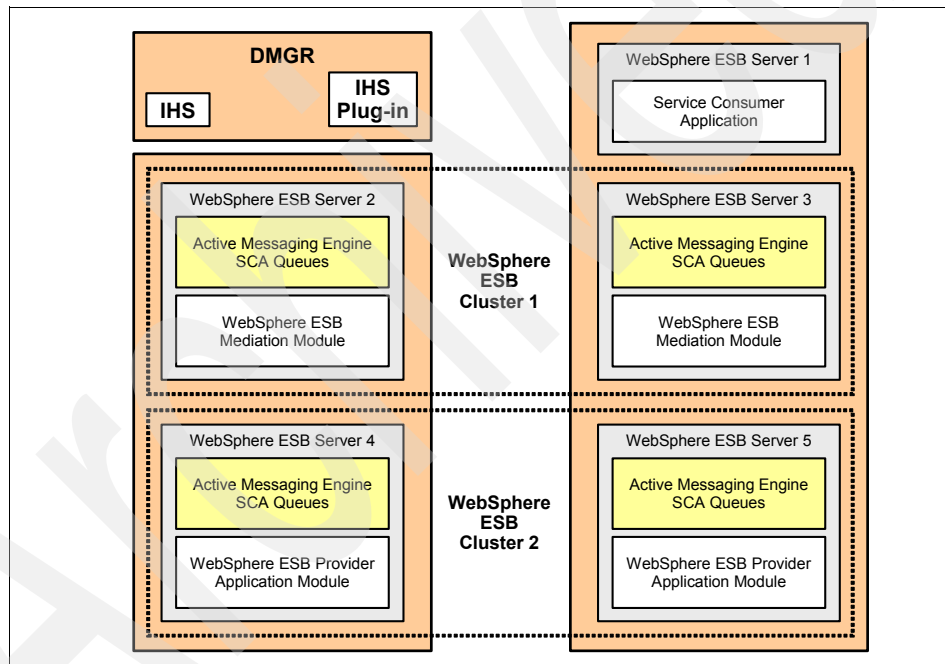 DMGR
IHS
IHS
Plug-in
WebSphere ESB Server 1
Service Consumer
Application
WebSphere ESB Server 2
Active Messaging Engine
SCA Queues
WebSphere ESB
Mediation Module
WebSphere
ESB
Cluster 1
WebSphere ESB Server 3
Active Messaging Engine
SCA Queues
WebSphere ESB
Mediation Module
WebSphere ESB Server 4
Active Messaging Engine
SCA Queues
WebSphere ESB Provider
Application Module
WebSphere
ESB
Cluster 2
WebSphere ESB Server 5
Active Messaging Engine
SCA Queues
WebSphere ESB Provider
Application Module